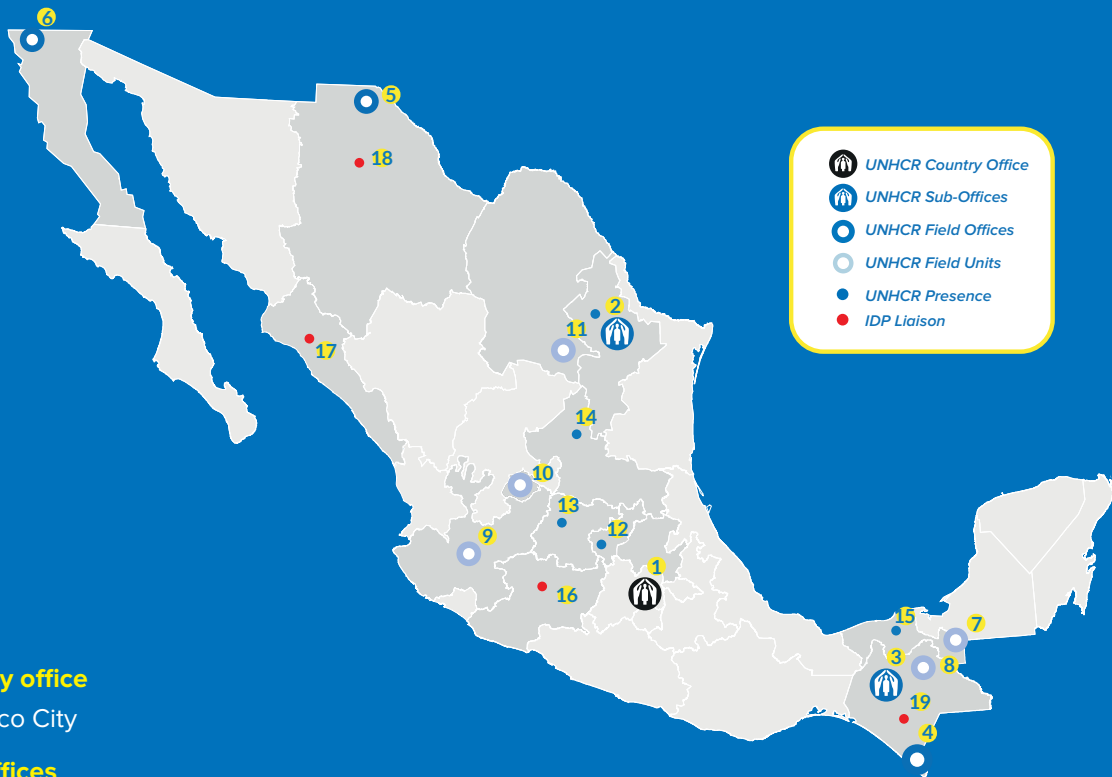 6
5
18
UNHCR Country Office
UNHCR Sub-Offices
UNHCR Field Offices
UNHCR Field Units
UNHCR Presence
IDP Liaison
2
11
17
14
10
13
9
12
1
16
15
7
3
8
19
4
y office
co City
ffices